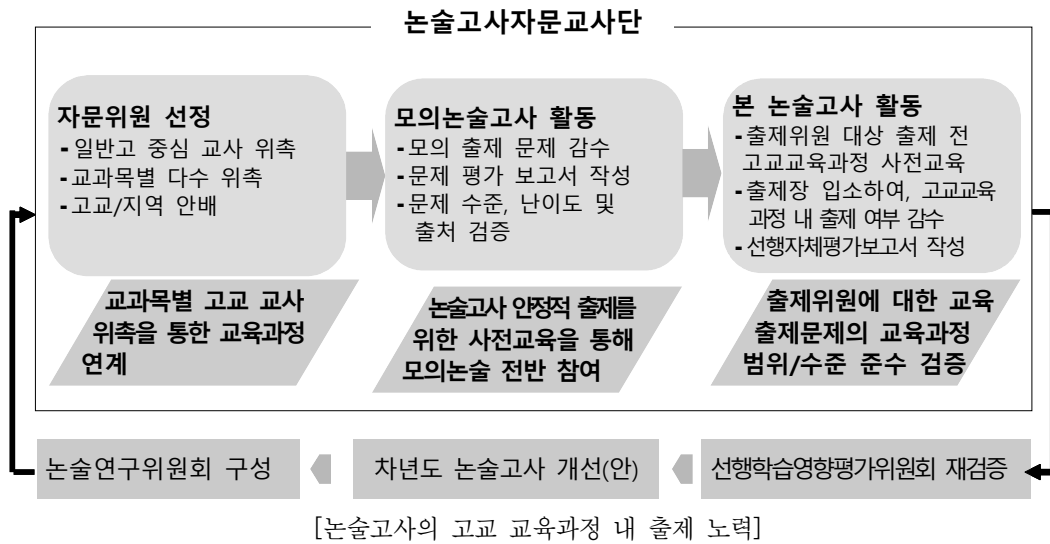 논술고사자문교사단
자문위원 선정
- 일반고 중심 교사 위촉
- 교과목별 다수 위촉
- 고교/지역 안배
모의논술고사 활동
- 모의 출제 문제 감수
- 문제 평가 보고서 작성
- 문제 수준, 난이도 및
출처 검증
본 논술고사 활동
- 출제위원 대상 출제 전
고교교육과정 사전교육
- 출제장 입소하여, 고교교육
과정 내 출제 여부 감수
- 선행자체평가보고서 작성
교과목별 고교 교사
위촉을 통한 교육과정
연계
논술고사 안정적 출제를
위한 사전교육을 통해
모의논술 전반 참여
출제위원에 대한 교육
출제문제의 교육과정
범위/수준 준수 검증
논술연구위원회 구성
차년도 논술고사 개선(안)
선행학습영향평가위원회 재검증
[논술고사의 고교 교육과정 내 출제 노력]